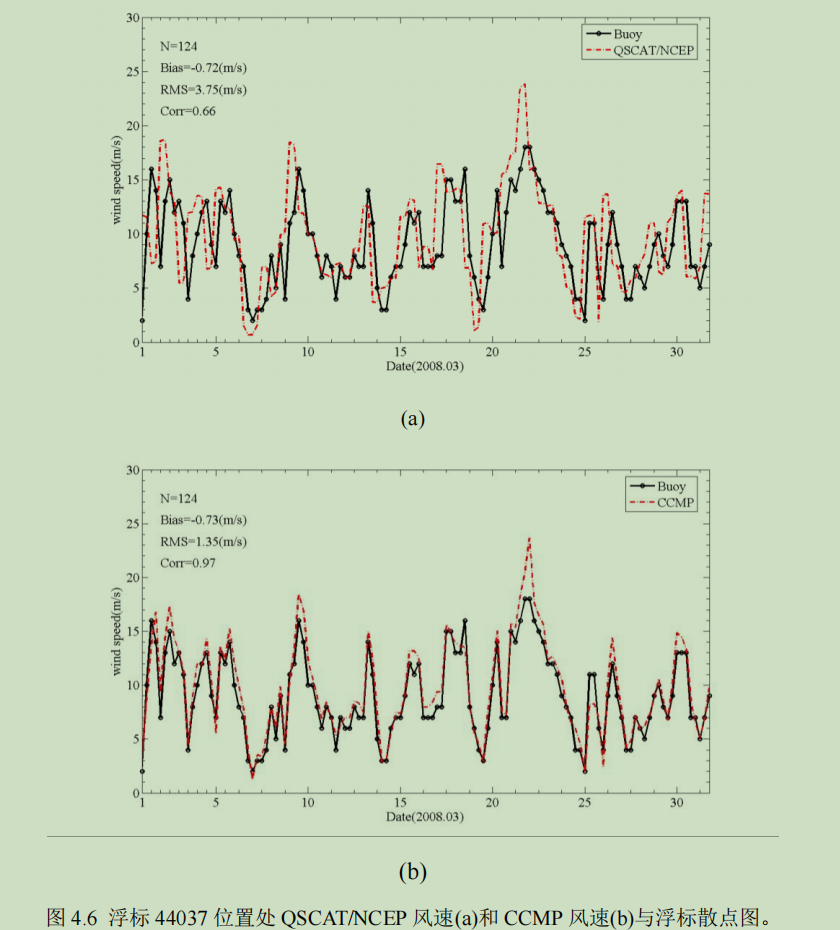 30
25
20
15
10
5
0
wind speed(m/s)
N=124
Bias=-0.72(m/s)
RMS=3.75(m/s)
Corr=0.66
Buoy
QSCAT/NCEP
1 5 10 15 20 25 30
Date(2008.03)
(a)
30
25
20
15
10
5
0
wind speed(m/s)
N=124
Bias=-0.73(m/s)
RMS=1.35(m/s)
Corr=0.97
Buoy
CCMP
1 5 10 15 20 25 30
Date(2008.03)
(b)
图 4.6 浮标 44037 位置处 QSCAT/NCEP 风速(a)和 CCMP 风速(b)与浮标散点图。